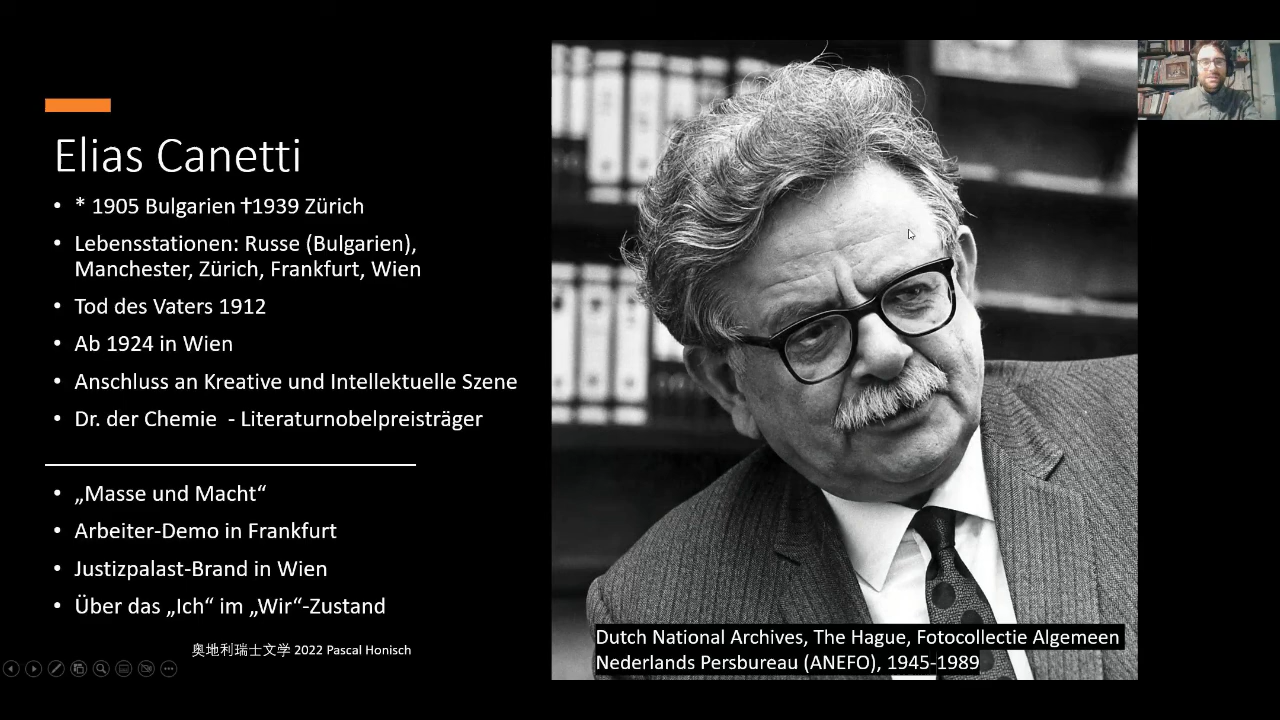 Elias Canetti
• * 1905 Bulgarien †1939 Zürich
• Lebensstationen: Russe (Bulgarien),
Manchester, Zürich, Frankfurt, Wien
• Tod des Vaters 1912
• Ab 1924 in Wien
• Anschluss an Kreative und Intellektuelle Szene
• Dr. der Chemie - Literaturnobelpreisträger
• „Masse und Macht“
• Arbeiter-Demo in Frankfurt
• Justizpalast-Brand in Wien
• Über das „Ich“ im „Wir“-Zustand
奥地利瑞士文学 2022 Pascal Honisch
Dutch National Archives, The Hague, Fotocollectie Algemeen
Nederlands Persbureau (ANEFO), 1945-1989